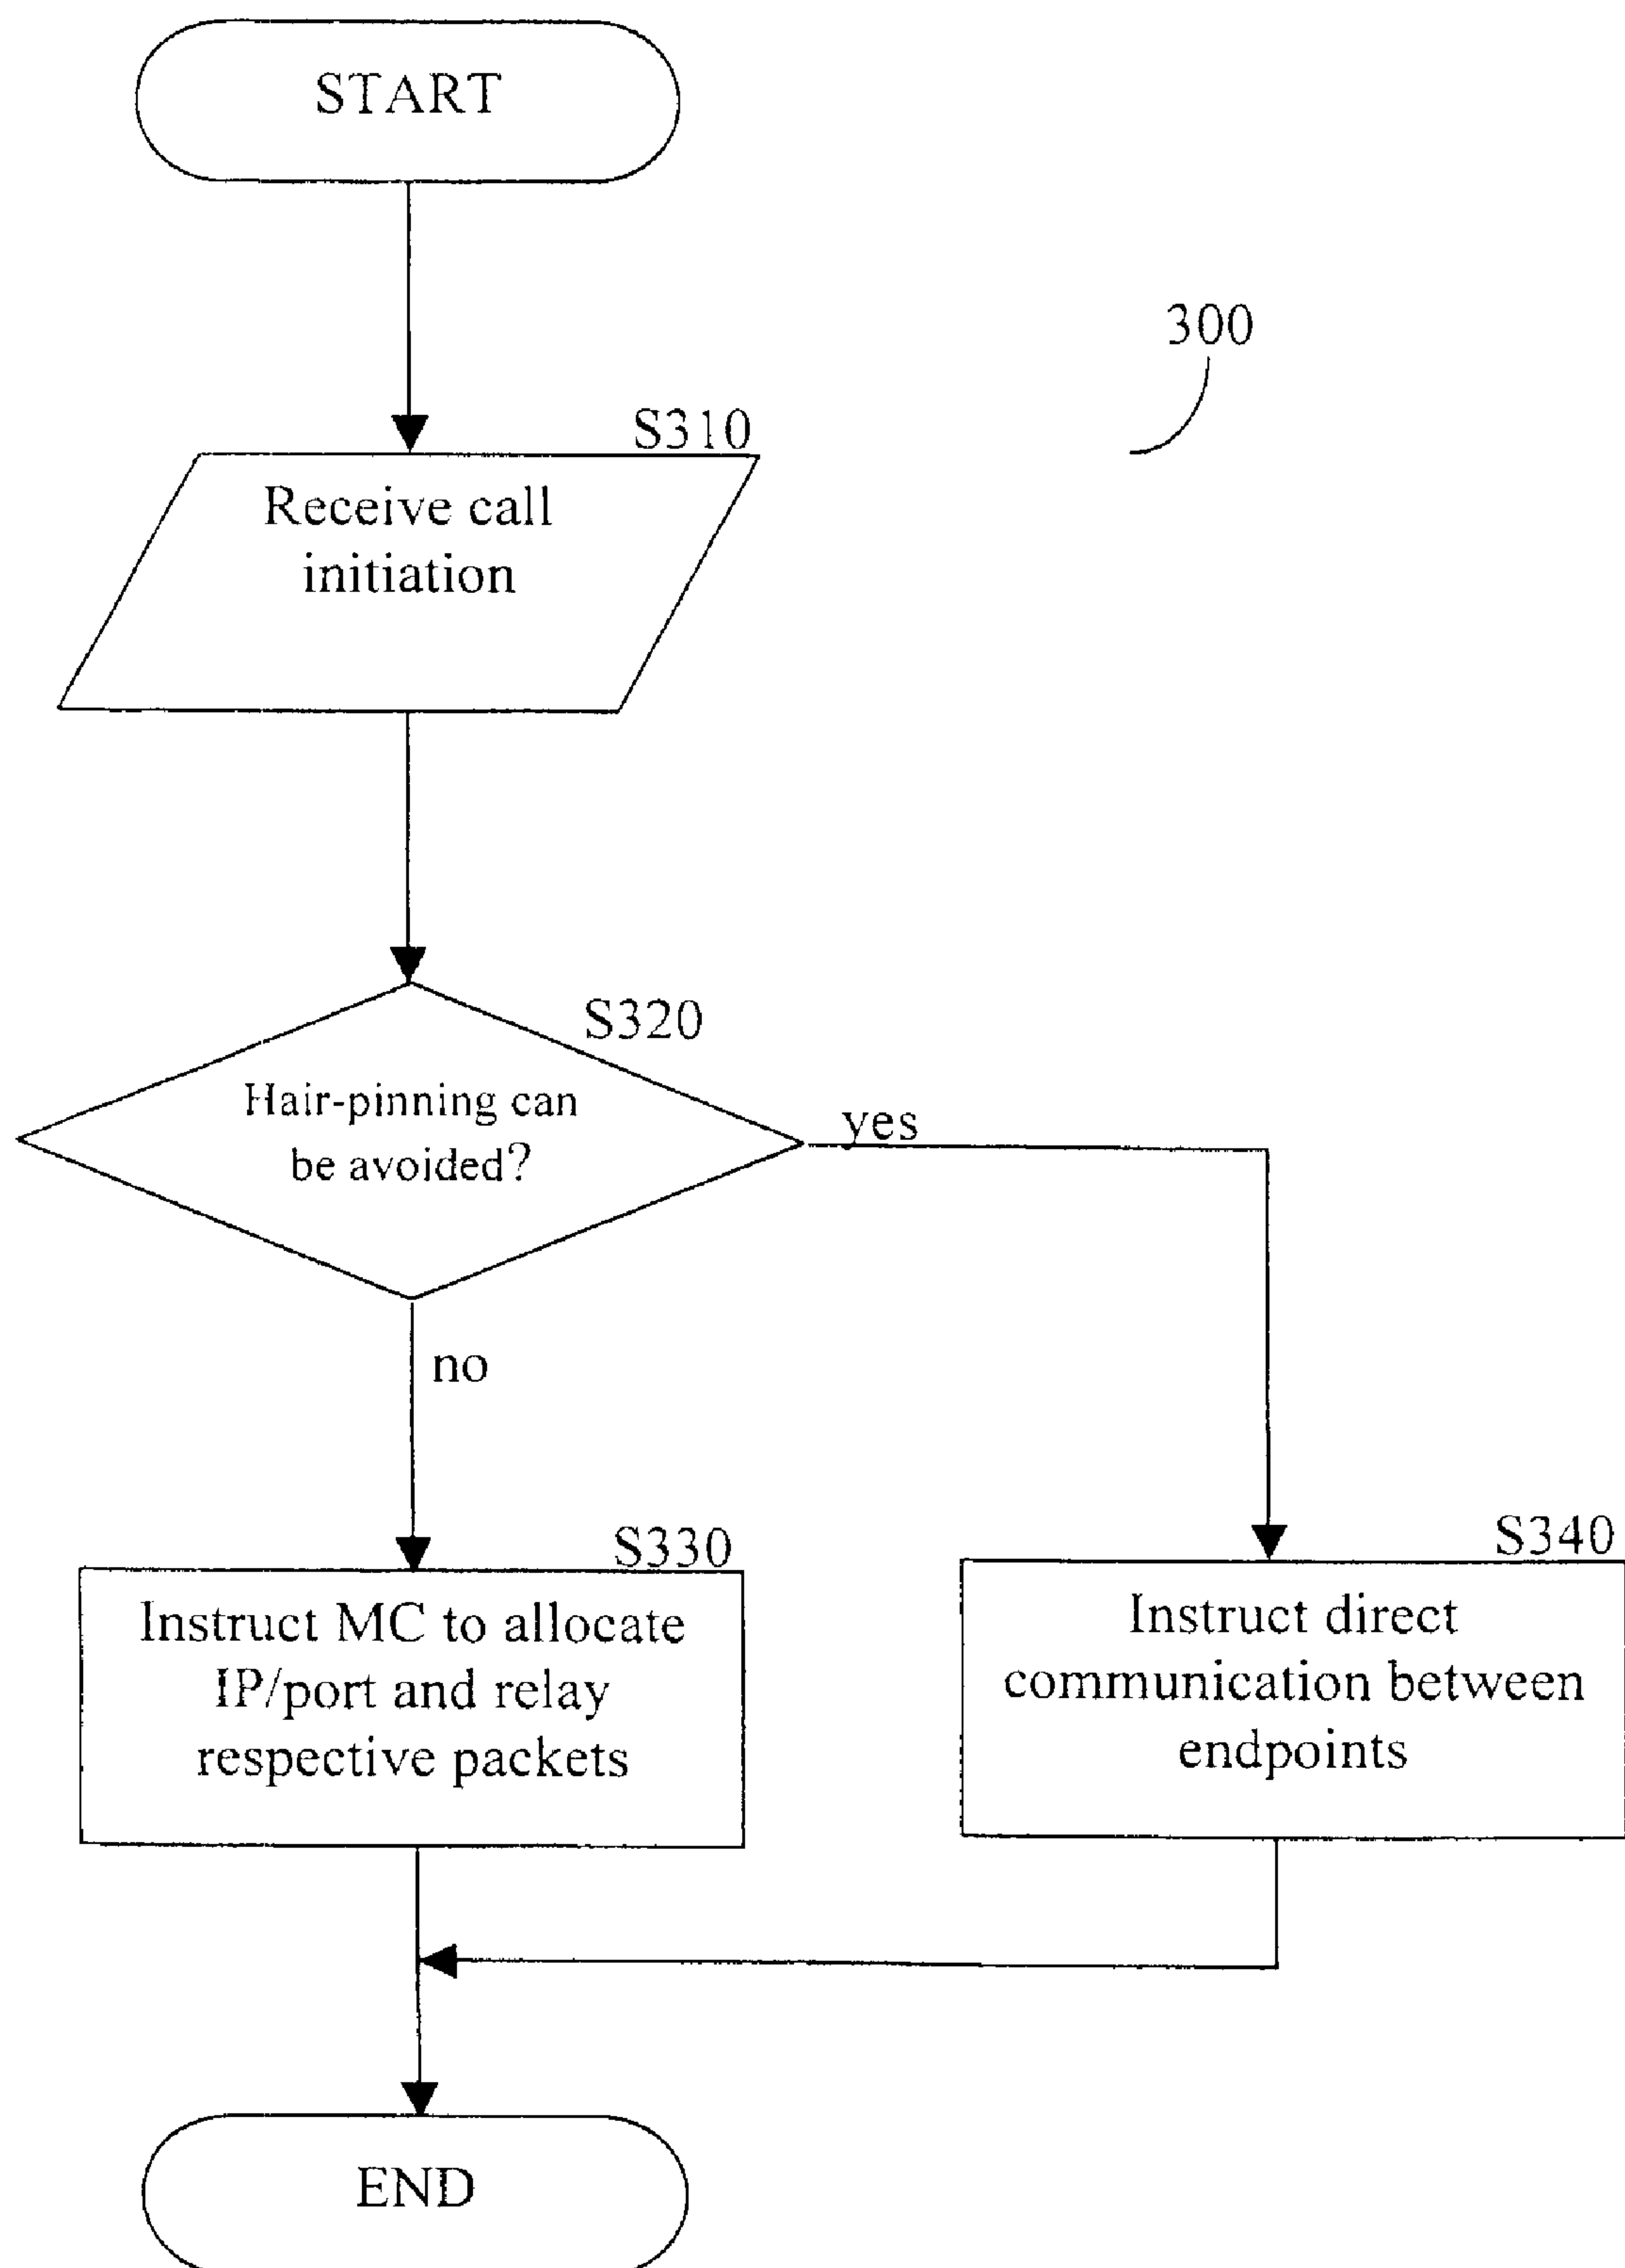 START
300
S310
Receive call
initiation
S320
Hair-pinning can
be avoided?
yes
no
S330
Instruct MC to allocate
IP/port and relay
respective packets
S340
Instruct direct
communication between
endpoints
END